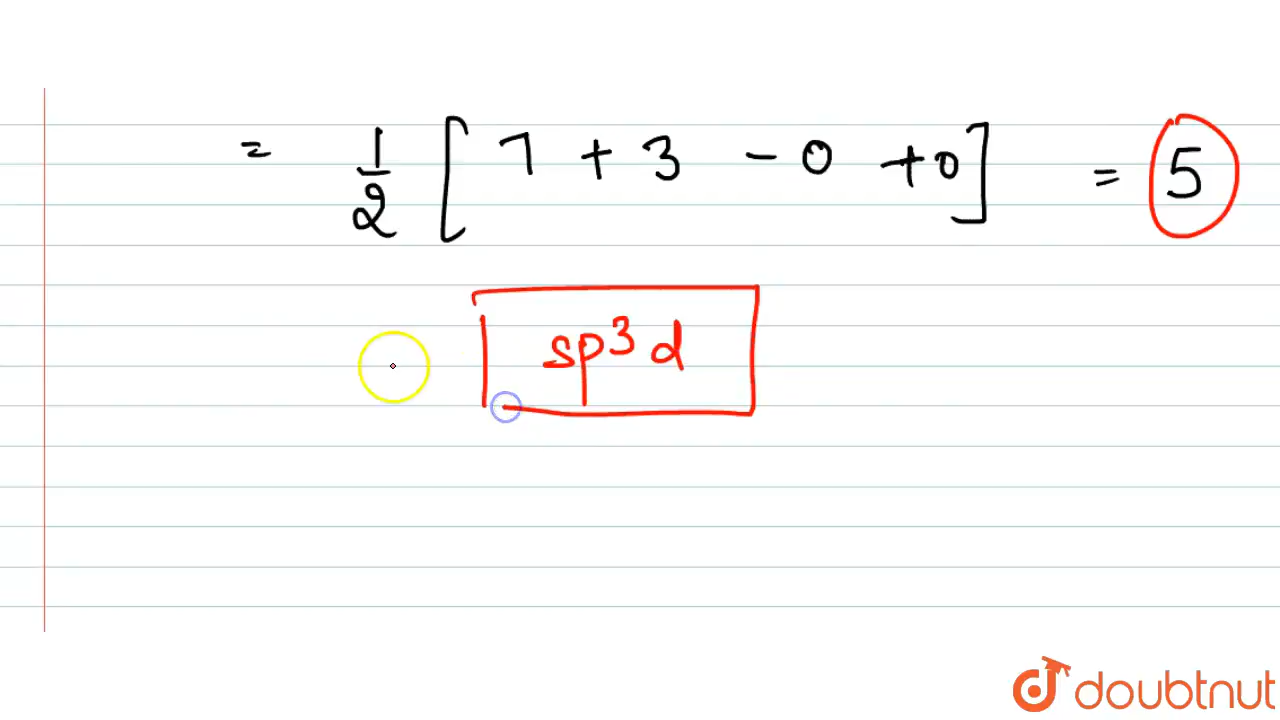 = 1/2 [ 7 + 3 - 0 + 0 ] = 5
sp³d
doubtnut